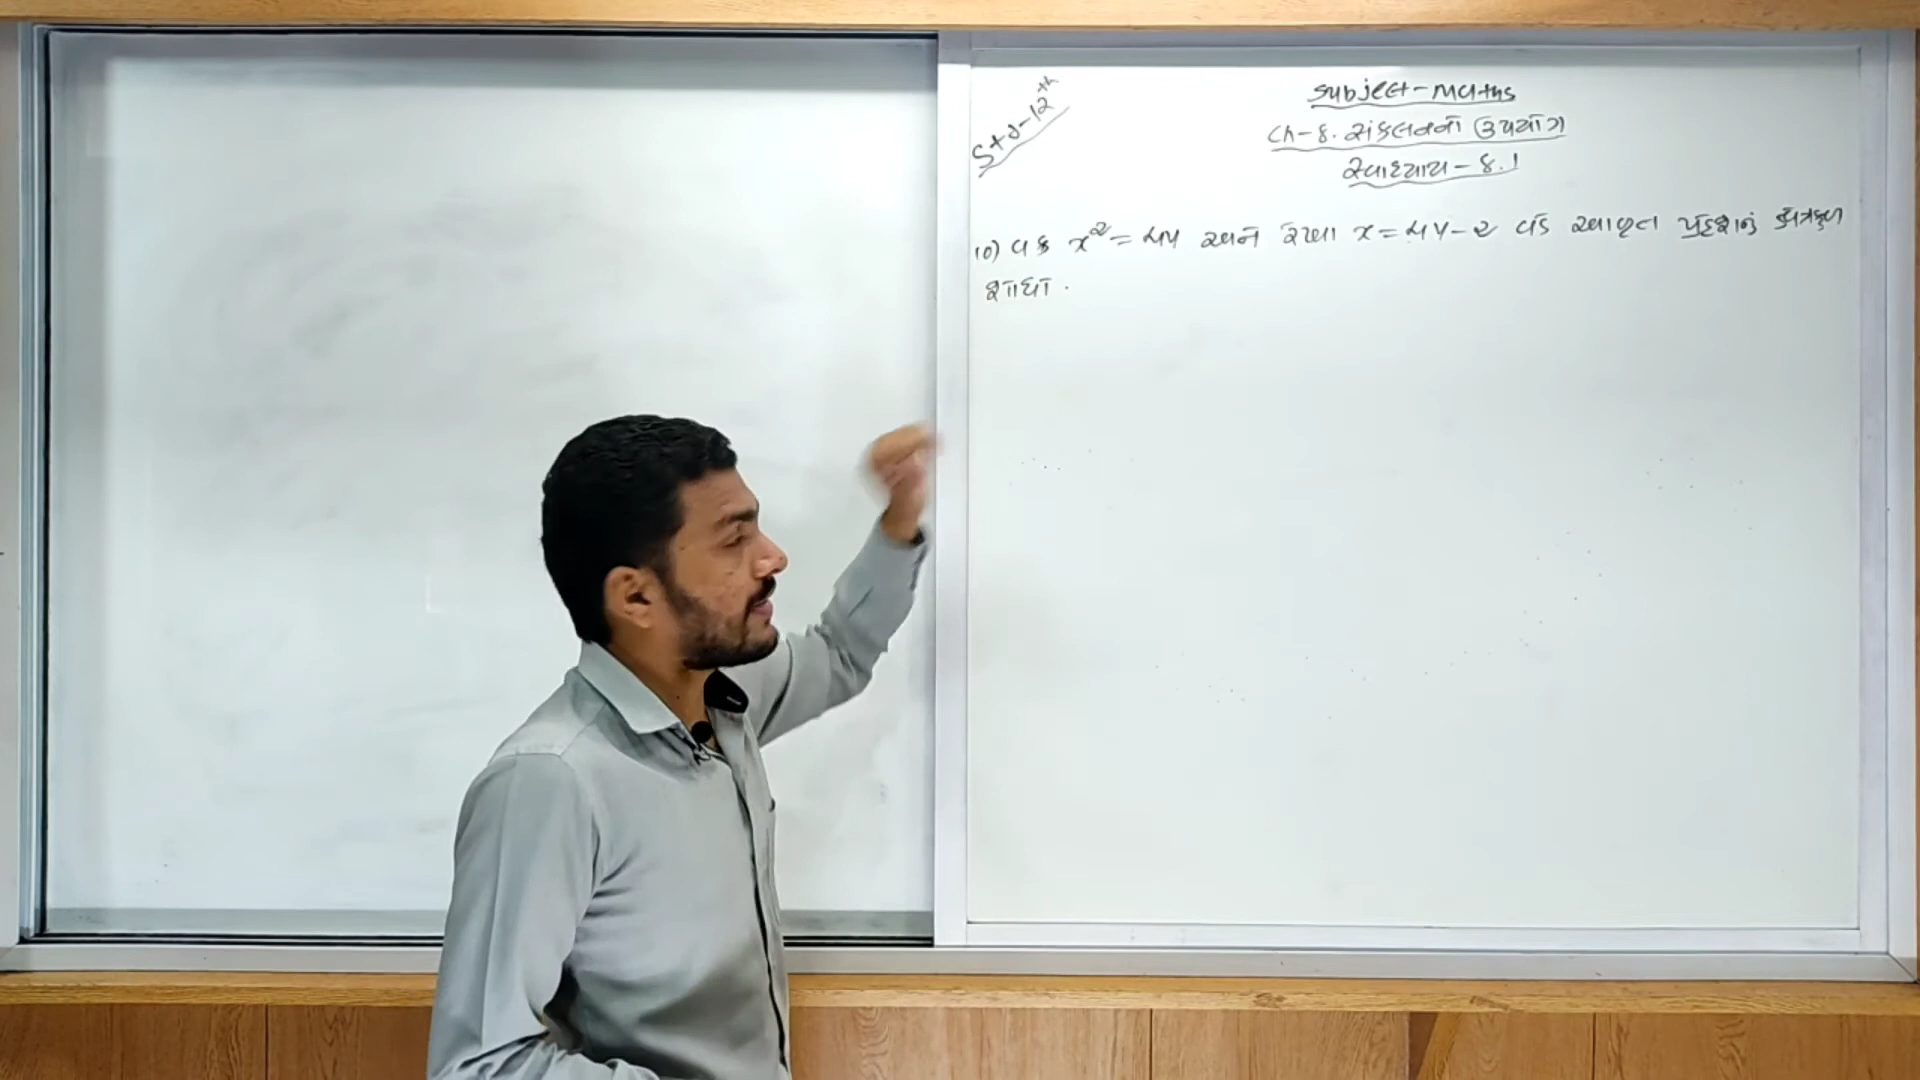 Std-12th
Subject-Maths
Ch-8. સંકલનનો ઉપયોગ
સ્વાધ્યાય-8.1
10) વક્ર x² = 4y અને રેખા x = 4y-2 વડે આવૃત પ્રદેશનું ક્ષેત્રફળ
શોધો.